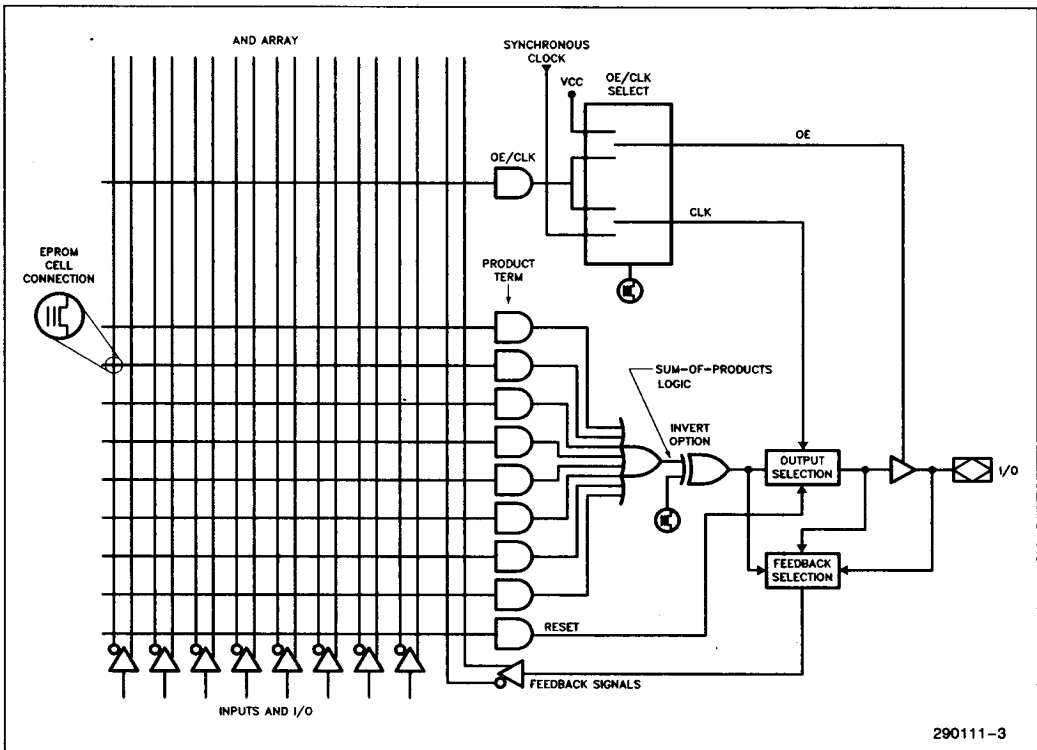 AND ARRAY
SYNCHRONOUS
CLOCK
VCC
OE/CLK
SELECT
OE
OE/CLK
CLK
EPROM
CELL
CONNECTION
PRODUCT
TERM
SUM-OF-PRODUCTS
LOGIC
INVERT
OPTION
OUTPUT
SELECTION
I/O
FEEDBACK
SELECTION
RESET
FEEDBACK SIGNALS
INPUTS AND I/O
290111-3